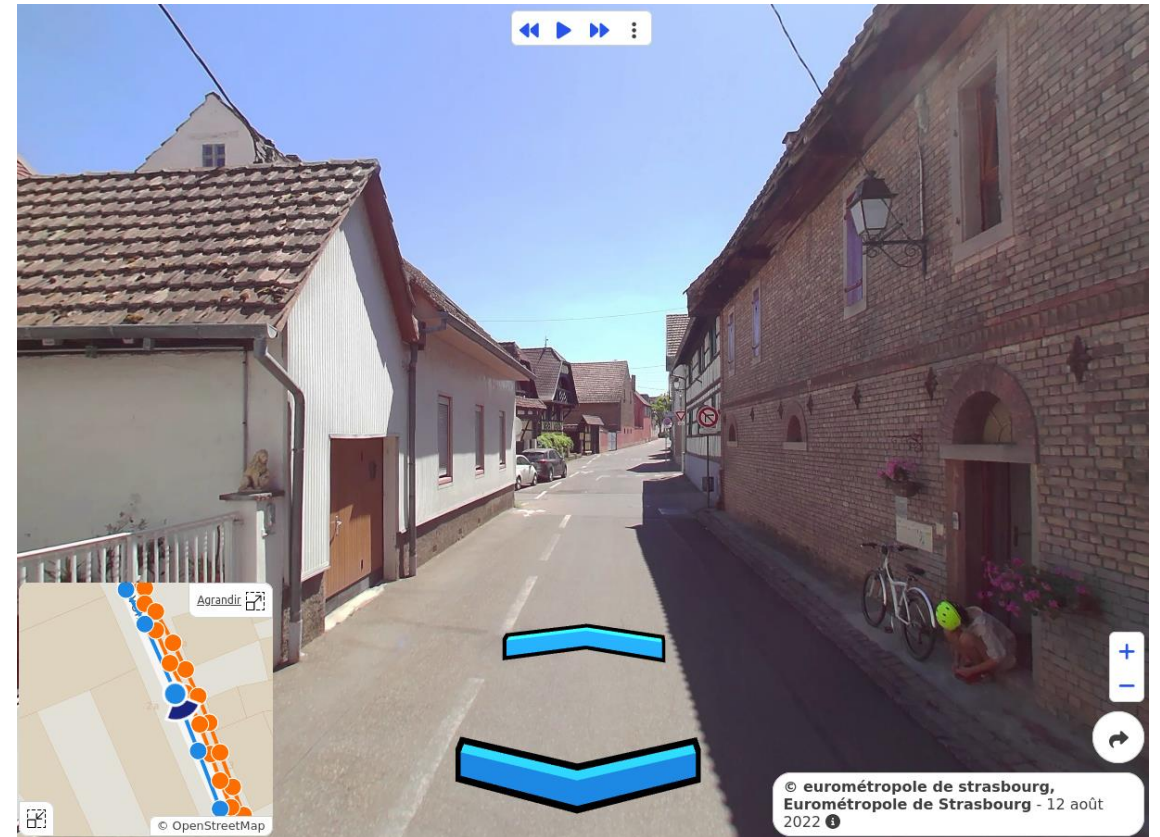 Agrandir
© OpenStreetMap
© eurométropole de strasbourg,
Eurométropole de Strasbourg - 12 août
2022